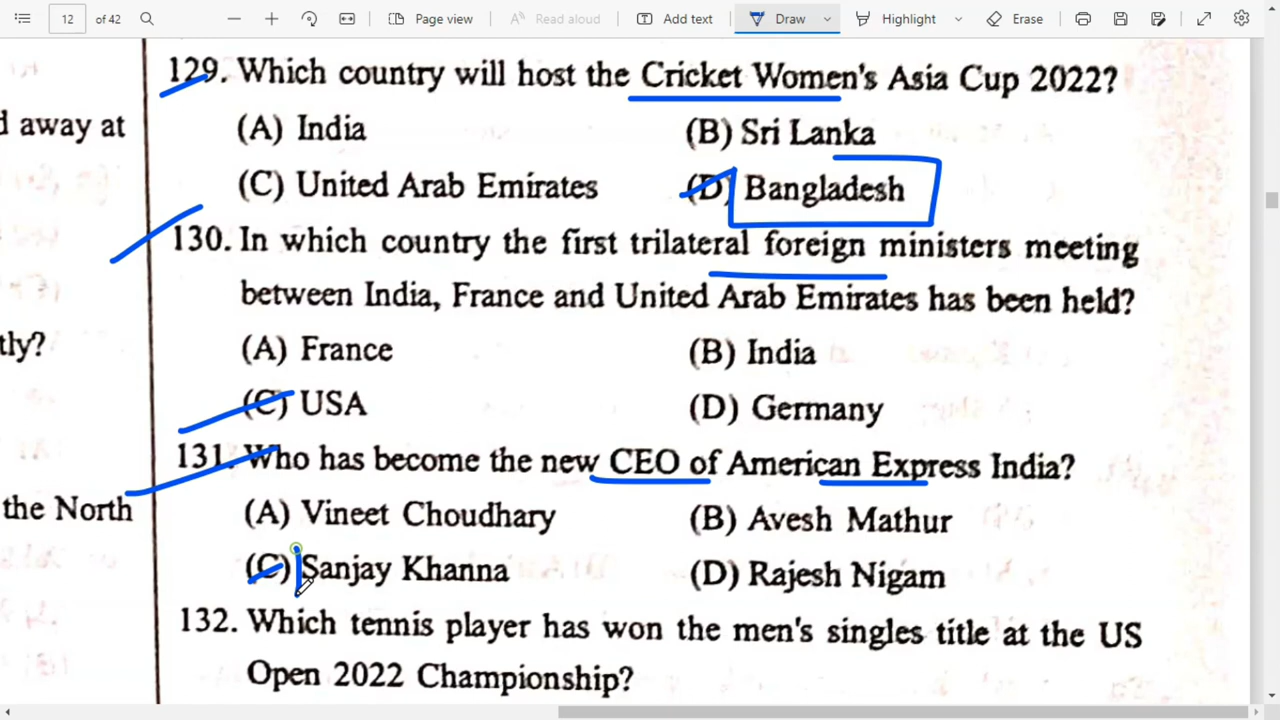 12 of 42
Page view
Read aloud
Add text
Draw
Highlight
Erase
129. Which country will host the Cricket Women's Asia Cup 2022?
d away at
(A) India (B) Sri Lanka
(C) United Arab Emirates (D) Bangladesh
130. In which country the first trilateral foreign ministers meeting
between India, France and United Arab Emirates has been held?
tly?
(A) France (B) India
(C) USA (D) Germany
131. Who has become the new CEO of American Express India?
the North
(A) Vineet Choudhary (B) Avesh Mathur
(C) Sanjay Khanna (D) Rajesh Nigam
132. Which tennis player has won the men's singles title at the US
Open 2022 Championship?